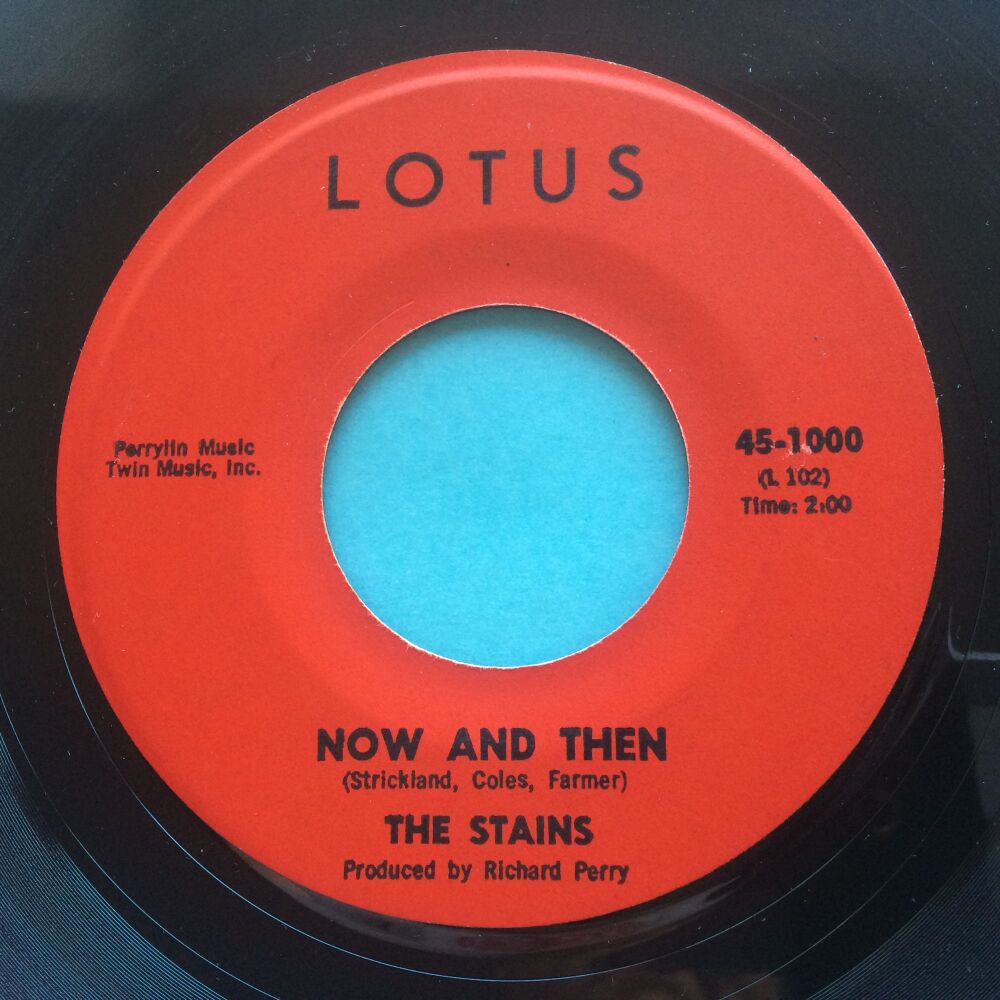 LOTUS
Perrylin Music
Twin Music, Inc.
45-1000
(L 102)
Time: 2:00
NOW AND THEN
(Strickland, Coles, Farmer)
THE STAINS
Produced by Richard Perry